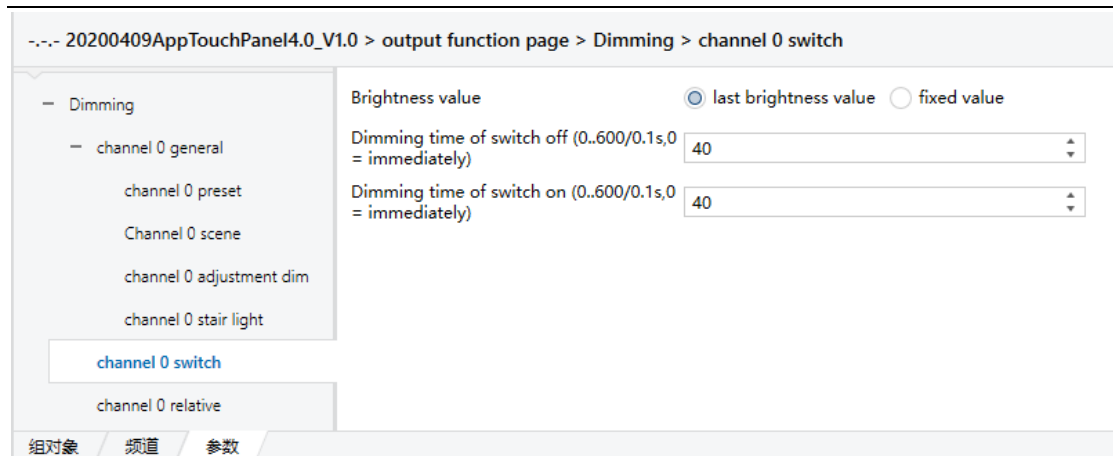 -.-.- 20200409AppTouchPanel4.0_V1.0 > output function page > Dimming > channel 0 switch
Dimming
channel 0 general
channel 0 preset
Channel 0 scene
channel 0 adjustment dim
channel 0 stair light
channel 0 switch
channel 0 relative
Brightness value
last brightness value
fixed value
Dimming time of switch off (0..600/0.1s,0
= immediately)
40
Dimming time of switch on (0..600/0.1s,0
= immediately)
40
组对象 频道 参数